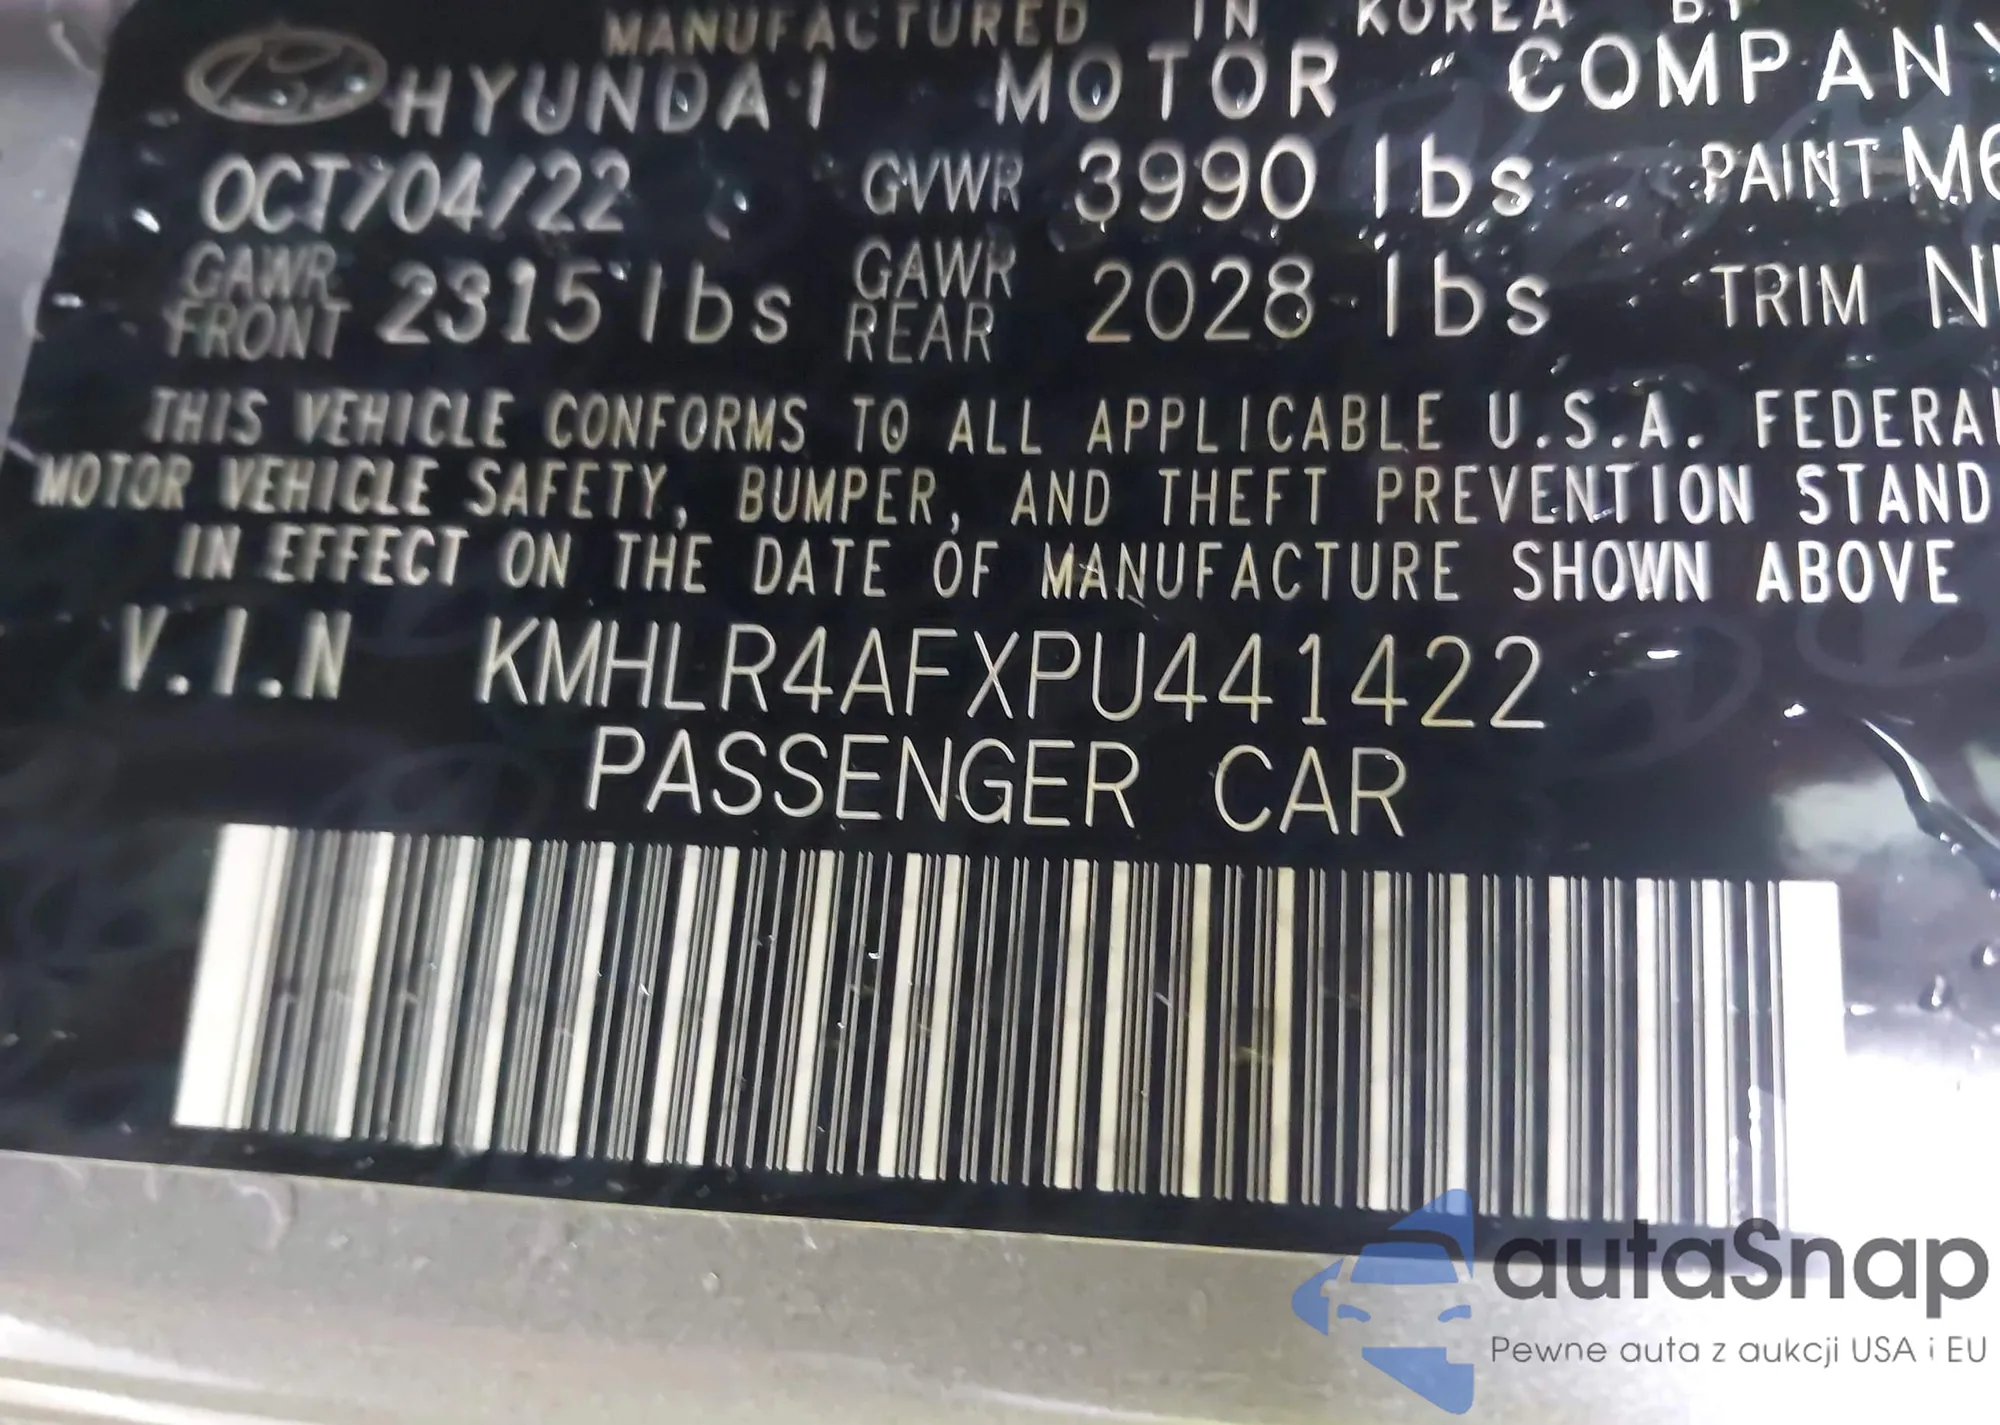 MANUFACTURED IN KOREA BY
HYUNDAI MOTOR COMPANY
OCT/04/22 GVWR 3990 lbs PAINT M6
GAWR FRONT 2315 lbs GAWR REAR 2028 lbs TRIM
THIS VEHICLE CONFORMS TO ALL APPLICABLE U.S.A. FEDERAL
MOTOR VEHICLE SAFETY, BUMPER, AND THEFT PREVENTION STAND
IN EFFECT ON THE DATE OF MANUFACTURE SHOWN ABOVE
V.I.N KMHLR4AFXPU441422
PASSENGER CAR
autaSnap
Pewne auta z aukcji USA i EU